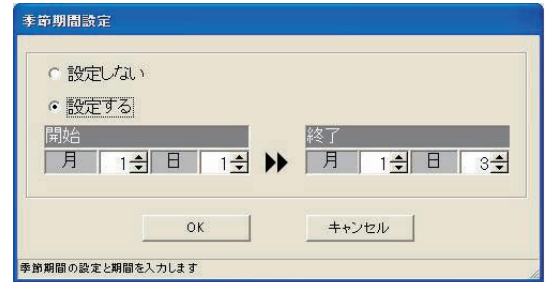 季節期間設定
設定しない
設定する
開始 終了
月 1 日 1 月 1 日 3
OK キャンセル
季節期間の設定と期間を入力します